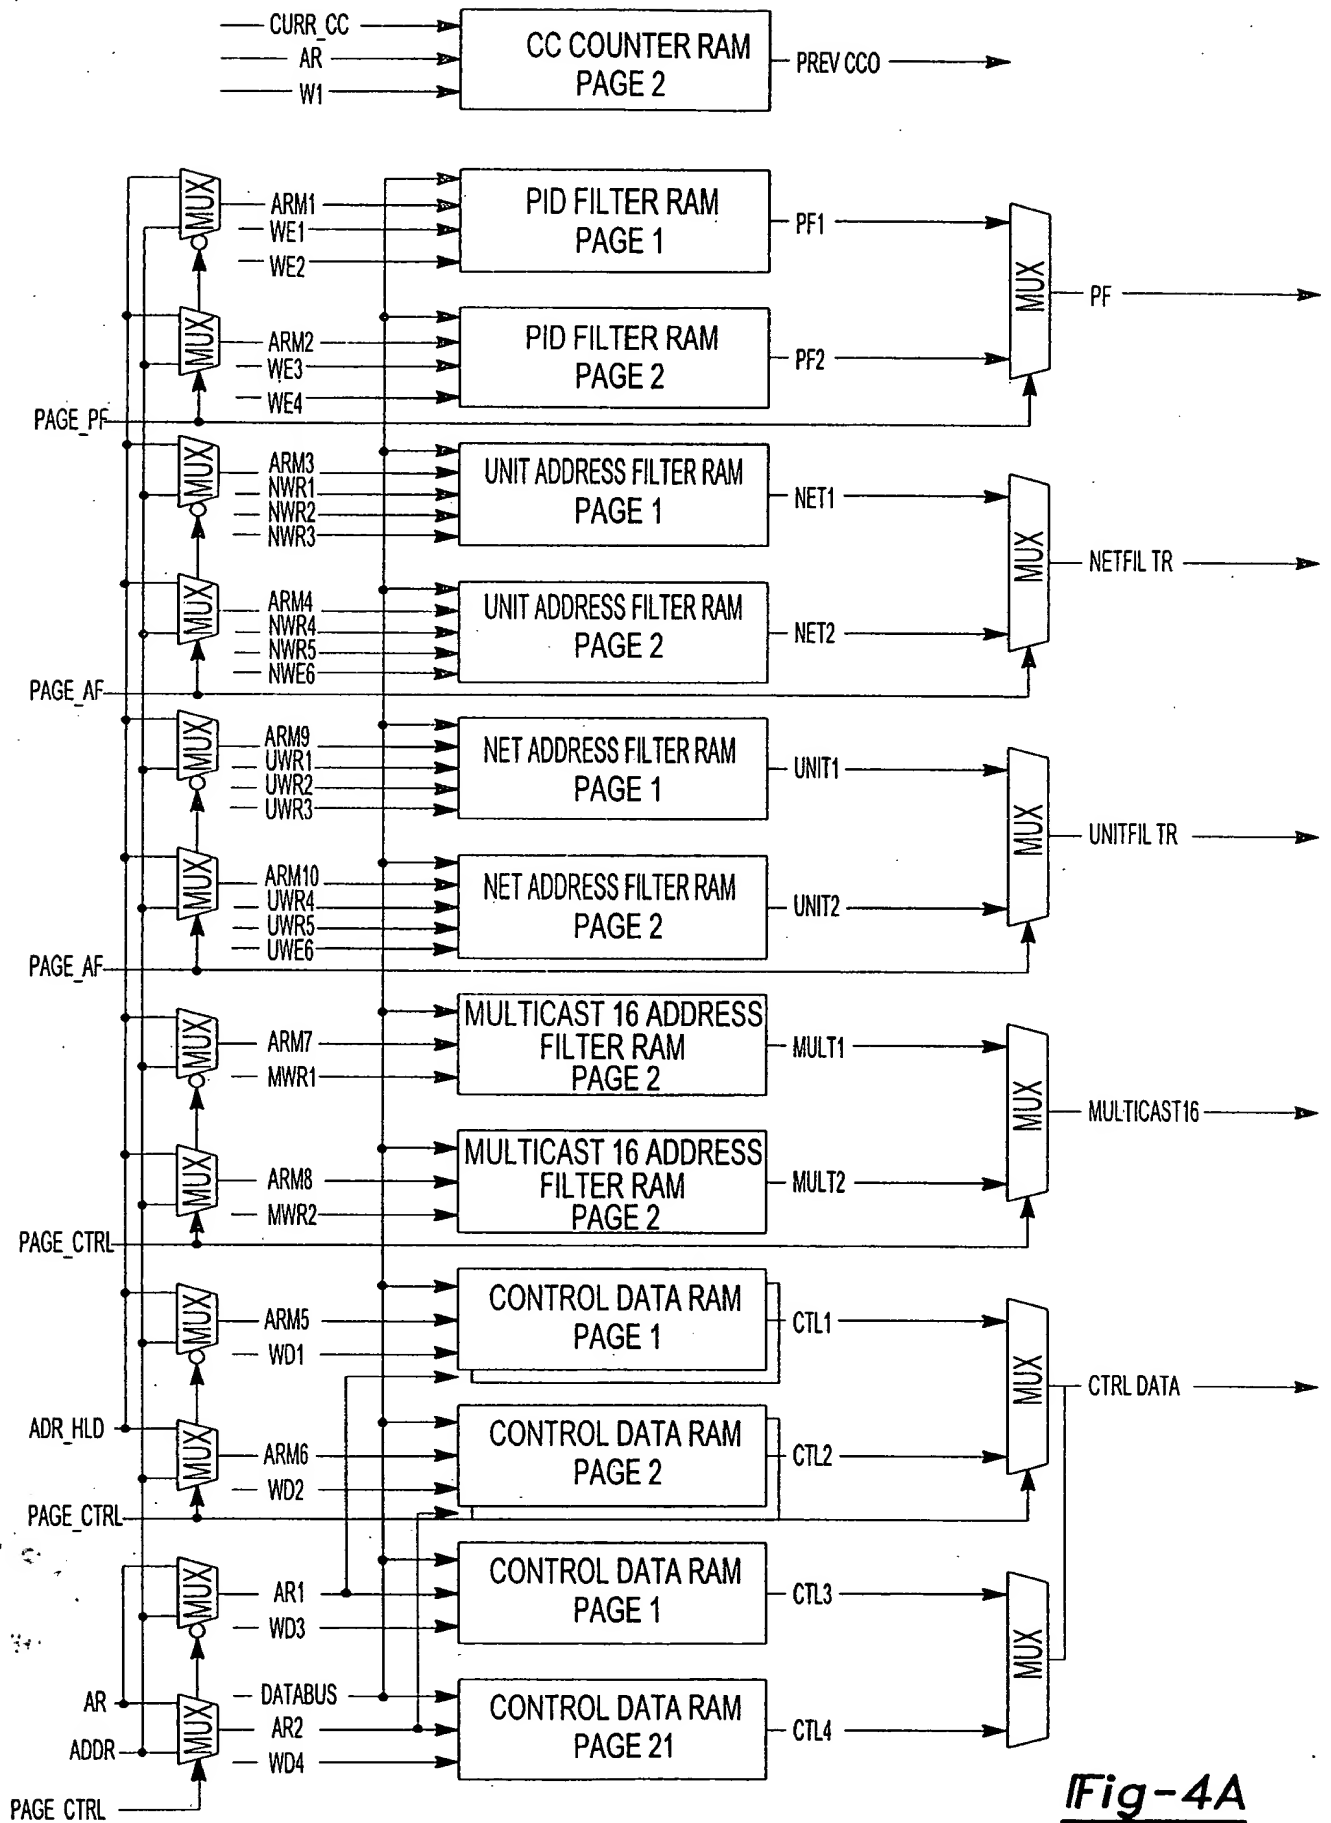 CURR_CC
AR
W1
CC COUNTER RAM
PAGE 2
PREV CCO
MUX
ARM1
WE1
WE2
PID FILTER RAM
PAGE 1
PF1
MUX
ARM2
WE3
WE4
PID FILTER RAM
PAGE 2
PF2
MUX
PF
PAGE_PF
MUX
ARM3
NWR1
NWR2
NWR3
UNIT ADDRESS FILTER RAM
PAGE 1
NET1
MUX
ARM4
NWR4
NWR5
NWE6
UNIT ADDRESS FILTER RAM
PAGE 2
NET2
MUX
NETFIL TR
PAGE_AF
MUX
ARM9
UWR1
UWR2
UWR3
NET ADDRESS FILTER RAM
PAGE 1
UNIT1
MUX
ARM10
UWR4
UWR5
UWE6
NET ADDRESS FILTER RAM
PAGE 2
UNIT2
MUX
UNITFIL TR
PAGE_AF
MUX
ARM7
MWR1
MULTICAST 16 ADDRESS
FILTER RAM
PAGE 2
MULT1
MUX
ARM8
MWR2
MULTICAST 16 ADDRESS
FILTER RAM
PAGE 2
MULT2
MUX
MULTICAST16
PAGE_CTRL
MUX
ARM5
WD1
CONTROL DATA RAM
PAGE 1
CTL1
ADR_HLD
MUX
ARM6
WD2
CONTROL DATA RAM
PAGE 2
CTL2
MUX
CTRL DATA
PAGE_CTRL
MUX
AR1
WD3
CONTROL DATA RAM
PAGE 1
CTL3
AR
ADDR
MUX
DATABUS
AR2
WD4
CONTROL DATA RAM
PAGE 21
CTL4
MUX
PAGE CTRL
Fig-4A